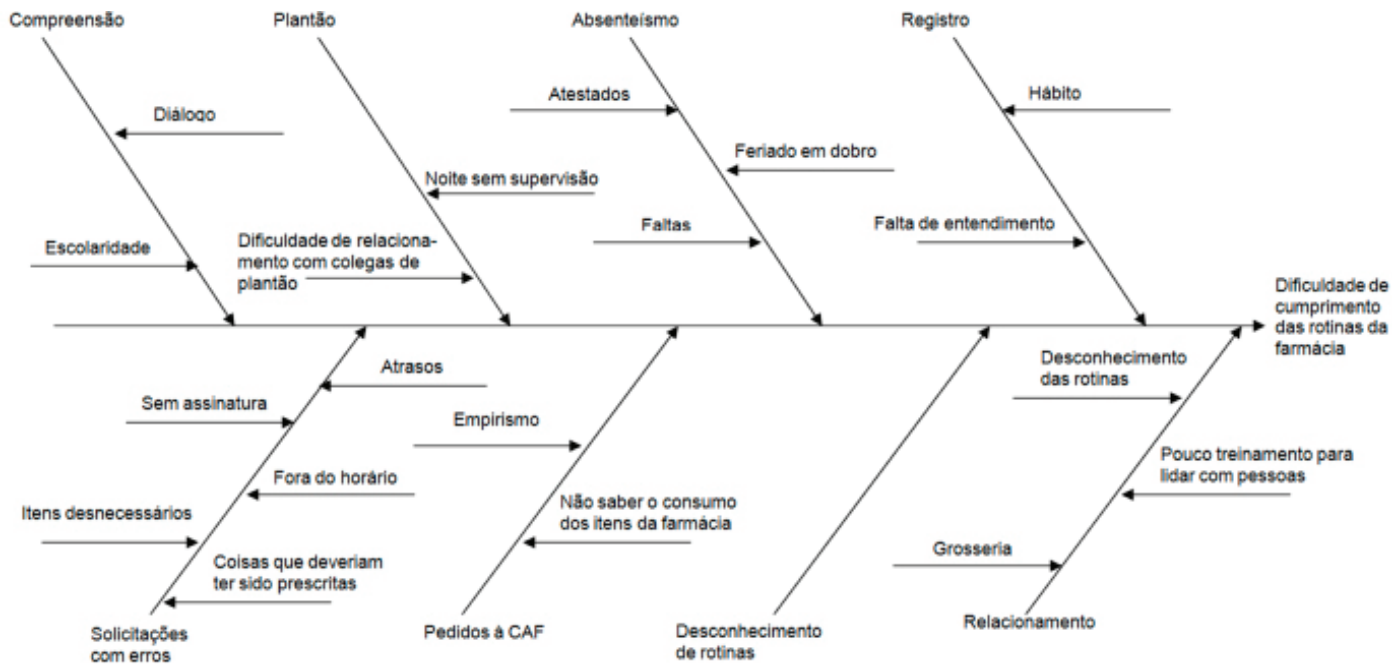 Compreensão
Plantão
Absenteísmo
Registro
Diálogo
Atestados
Hábito
Feriado em dobro
Noite sem supervisão
Escolaridade
Dificuldade de relaciona-
mento com colegas de
plantão
Faltas
Falta de entendimento
Dificuldade de
cumprimento
das rotinas da
farmácia
Atrasos
Desconhecimento
das rotinas
Sem assinatura
Empirismo
Fora do horário
Pouco treinamento para
lidar com pessoas
Itens desnecessários
Não saber o consumo
dos itens da farmácia
Coisas que deveriam
ter sido prescritas
Grosseria
Solicitações
com erros
Pedidos à CAF
Desconhecimento
de rotinas
Relacionamento